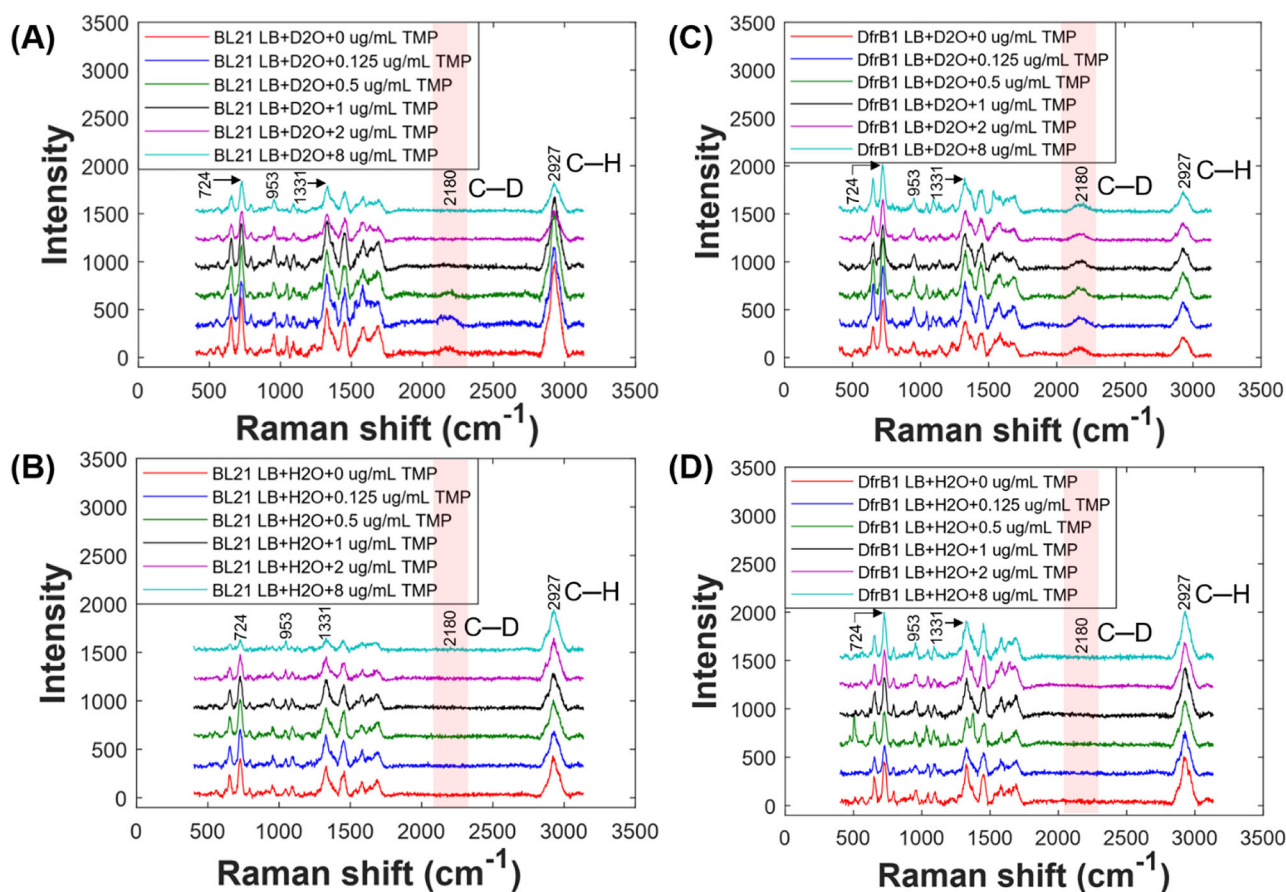 (A)
BL21 LB+D2O+0 ug/mL TMP
BL21 LB+D2O+0.125 ug/mL TMP
BL21 LB+D2O+0.5 ug/mL TMP
BL21 LB+D2O+1 ug/mL TMP
BL21 LB+D2O+2 ug/mL TMP
BL21 LB+D2O+8 ug/mL TMP
724
953
1331
2180
C—D
2927
C—H
3500
3000
2500
2000
1500
1000
500
0
Intensity
0 500 1000 1500 2000 2500 3000 3500
Raman shift (cm-1)
(C)
DfrB1 LB+D2O+0 ug/mL TMP
DfrB1 LB+D2O+0.125 ug/mL TMP
DfrB1 LB+D2O+0.5 ug/mL TMP
DfrB1 LB+D2O+1 ug/mL TMP
DfrB1 LB+D2O+2 ug/mL TMP
DfrB1 LB+D2O+8 ug/mL TMP
724
953
1331
2180
C—D
2927
C—H
3500
3000
2500
2000
1500
1000
500
0
Intensity
0 500 1000 1500 2000 2500 3000 3500
Raman shift (cm-1)
(B)
BL21 LB+H2O+0 ug/mL TMP
BL21 LB+H2O+0.125 ug/mL TMP
BL21 LB+H2O+0.5 ug/mL TMP
BL21 LB+H2O+1 ug/mL TMP
BL21 LB+H2O+2 ug/mL TMP
BL21 LB+H2O+8 ug/mL TMP
724
953
1331
2180
C—D
2927
C—H
3500
3000
2500
2000
1500
1000
500
0
Intensity
0 500 1000 1500 2000 2500 3000 3500
Raman shift (cm-1)
(D)
DfrB1 LB+H2O+0 ug/mL TMP
DfrB1 LB+H2O+0.125 ug/mL TMP
DfrB1 LB+H2O+0.5 ug/mL TMP
DfrB1 LB+H2O+1 ug/mL TMP
DfrB1 LB+H2O+2 ug/mL TMP
DfrB1 LB+H2O+8 ug/mL TMP
724
953
1331
2180
C—D
2927
C—H
3500
3000
2500
2000
1500
1000
500
0
Intensity
0 500 1000 1500 2000 2500 3000 3500
Raman shift (cm-1)